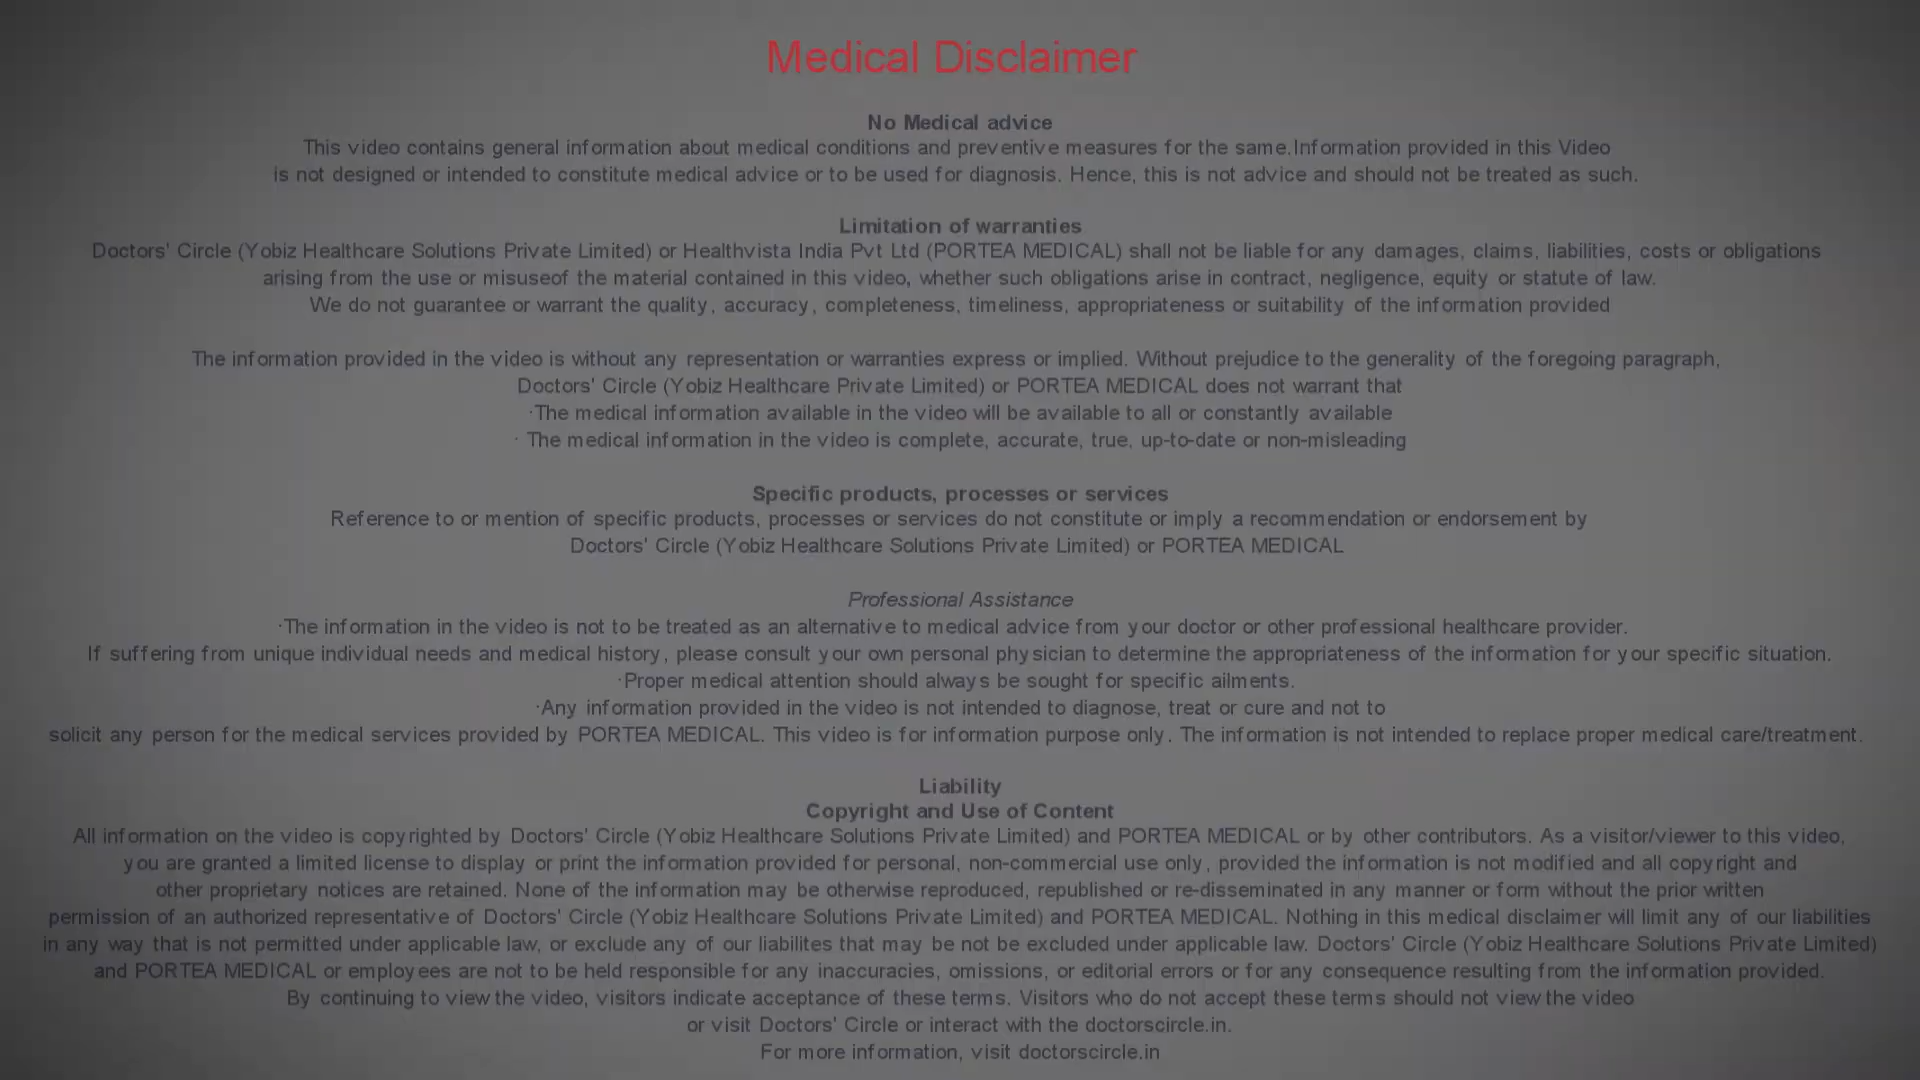 Medical Disclaimer
No Medical advice
This video contains general information about medical conditions and preventive measures for the same.Information provided in this Video
is not designed or intended to constitute medical advice or to be used for diagnosis. Hence, this is not advice and should not be treated as such.
Limitation of warranties
Doctors' Circle (Yobiz Healthcare Solutions Private Limited) or Healthvista India Pvt Ltd (PORTEA MEDICAL) shall not be liable for any damages, claims, liabilities, costs or obligations
arising from the use or misuseof the material contained in this video, whether such obligations arise in contract, negligence, equity or statute of law.
We do not guarantee or warrant the quality, accuracy, completeness, timeliness, appropriateness or suitability of the information provided
The information provided in the video is without any representation or warranties express or implied. Without prejudice to the generality of the foregoing paragraph,
Doctors' Circle (Yobiz Healthcare Private Limited) or PORTEA MEDICAL does not warrant that
·The medical information available in the video will be available to all or constantly available
· The medical information in the video is complete, accurate, true, up-to-date or non-misleading
Specific products, processes or services
Reference to or mention of specific products, processes or services do not constitute or imply a recommendation or endorsement by
Doctors' Circle (Yobiz Healthcare Solutions Private Limited) or PORTEA MEDICAL
Professional Assistance
·The information in the video is not to be treated as an alternative to medical advice from your doctor or other professional healthcare provider.
If suffering from unique individual needs and medical history, please consult your own personal physician to determine the appropriateness of the information for your specific situation.
·Proper medical attention should always be sought for specific ailments.
·Any information provided in the video is not intended to diagnose, treat or cure and not to
solicit any person for the medical services provided by PORTEA MEDICAL. This video is for information purpose only. The information is not intended to replace proper medical care/treatment.
Liability
Copyright and Use of Content
All information on the video is copyrighted by Doctors' Circle (Yobiz Healthcare Solutions Private Limited) and PORTEA MEDICAL or by other contributors. As a visitor/viewer to this video,
you are granted a limited license to display or print the information provided for personal, non-commercial use only, provided the information is not modified and all copyright and
other proprietary notices are retained. None of the information may be otherwise reproduced, republished or re-disseminated in any manner or form without the prior written
permission of an authorized representative of Doctors' Circle (Yobiz Healthcare Solutions Private Limited) and PORTEA MEDICAL. Nothing in this medical disclaimer will limit any of our liabilities
in any way that is not permitted under applicable law, or exclude any of our liabilites that may be not be excluded under applicable law. Doctors' Circle (Yobiz Healthcare Solutions Private Limited)
and PORTEA MEDICAL or employees are not to be held responsible for any inaccuracies, omissions, or editorial errors or for any consequence resulting from the information provided.
By continuing to view the video, visitors indicate acceptance of these terms. Visitors who do not accept these terms should not view the video
or visit Doctors' Circle or interact with the doctorscircle.in.
For more information, visit doctorscircle.in